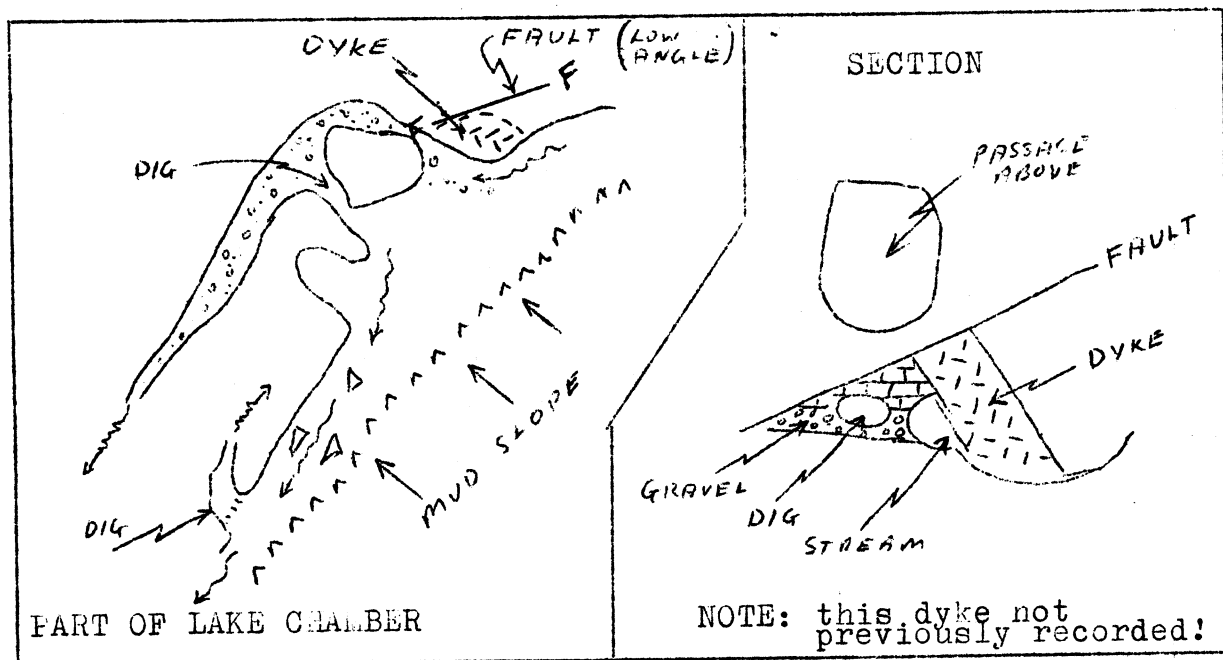 DYKE
FAULT (LOW ANGLE)
F
DIG
MUD SLOPE
DIG
PART OF LAKE CHAMBER
SECTION
PASSAGE
ABOVE
FAULT
DYKE
GRAVEL
DIG
STREAM
NOTE: this dyke not
previously recorded!